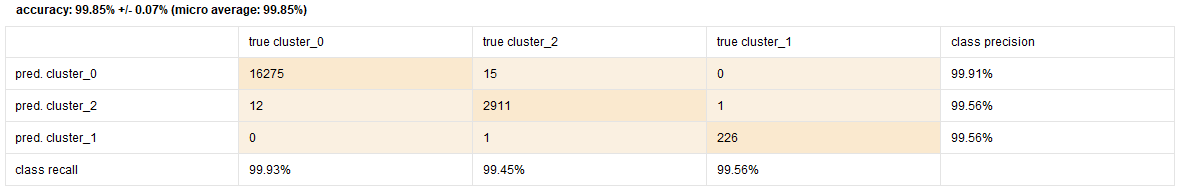 accuracy: 99.85% +/- 0.07% (micro average: 99.85%)
true cluster_0 true cluster_2 true cluster_1 class precision
pred. cluster_0 16275 15 0 99.91%
pred. cluster_2 12 2911 1 99.56%
pred. cluster_1 0 1 226 99.56%
class recall 99.93% 99.45% 99.56%